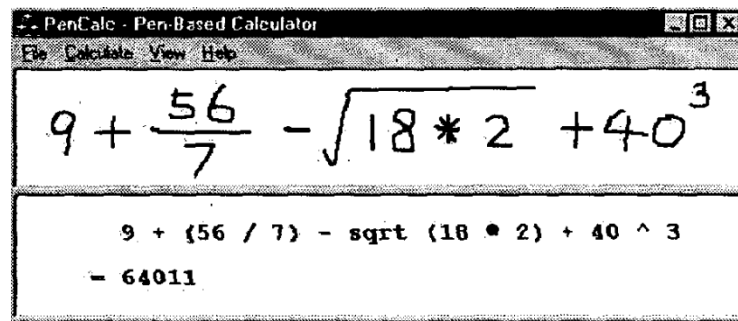 PenCalc - Pen-Based Calculator
File Calculate View Help
9 + 56/7 - √(18 * 2) + 40³
9 + (56 / 7) - sqrt (18 * 2) + 40 ^ 3
= 64011